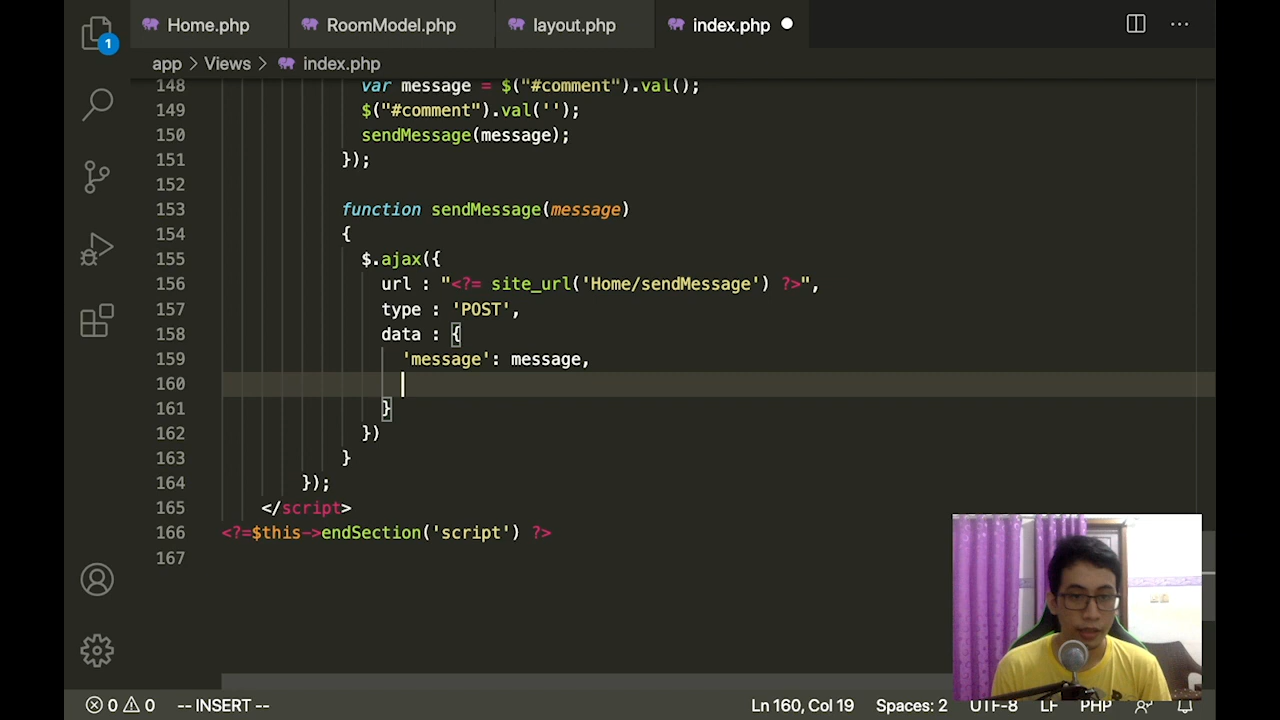 Home.php
RoomModel.php
layout.php
index.php
1
app > Views > index.php
148 var message = $("#comment").val();
149 $("#comment").val('');
150 sendMessage(message);
151 });
152
153 function sendMessage(message)
154 {
155 $.ajax({
156 url : "<?= site_url('Home/sendMessage') ?>",
157 type : 'POST',
158 data : {
159 'message': message,
160
161 }
162 })
163 }
164 });
165 </script>
166 <?=$this->endSection('script') ?>
167
0 0 -- INSERT -- Ln 160, Col 19 Spaces: 2 UTF-8 LF PHP